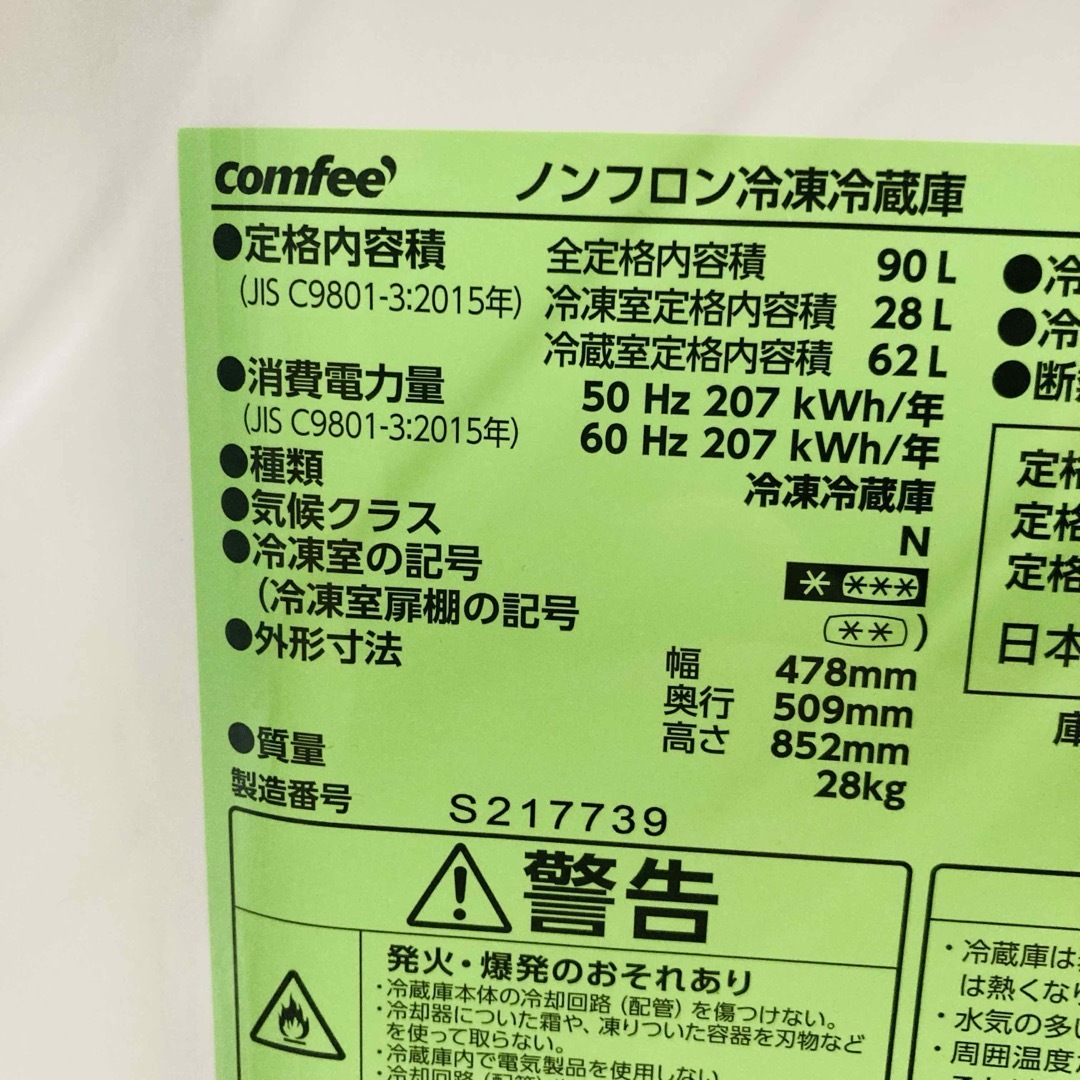 comfee'
ノンフロン冷凍冷蔵庫
●定格内容積
(JIS C9801-3:2015年)
全定格内容積 90 L
冷凍室定格内容積 28 L
冷蔵室定格内容積 62 L
●消費電力量
(JIS C9801-3:2015年)
50 Hz 207 kWh/年
60 Hz 207 kWh/年
●種類 冷凍冷蔵庫
●気候クラス N
●冷凍室の記号 * ***
(冷凍室扉棚の記号 **)
●外形寸法
幅 478mm
奥行 509mm
高さ 852mm
●質量 28kg
製造番号 S217739
警告
発火・爆発のおそれあり
・冷蔵庫本体の冷却回路(配管)を傷つけない。
・冷却器についた霜や、凍りついた容器を刃物など
を使って取らない。
・冷蔵庫内で電気製品を使用しない。
・冷却回路(配管)
●冷
●冷
●断
定格
定格
定格
日本
庫
・冷蔵庫は
は熱くな
・水気の多い
・周囲温度